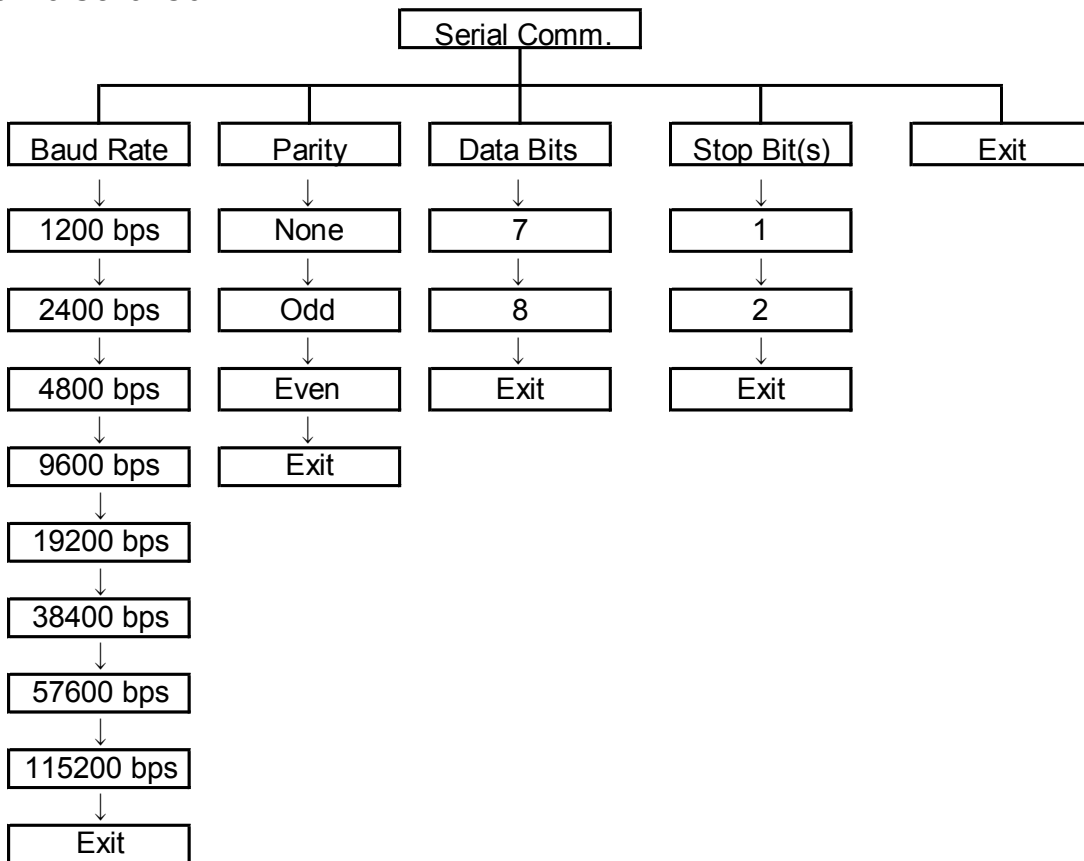 Serial Comm.
Baud Rate
Parity
Data Bits
Stop Bit(s)
Exit
1200 bps
None
7
1
2400 bps
Odd
8
2
4800 bps
Even
Exit
Exit
9600 bps
Exit
19200 bps
38400 bps
57600 bps
115200 bps
Exit